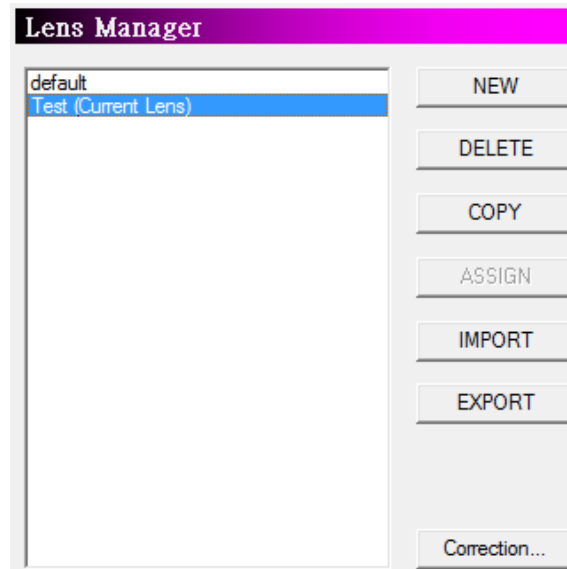 Lens Manager
default
Test (Current Lens)
NEW
DELETE
COPY
ASSIGN
IMPORT
EXPORT
Correction...